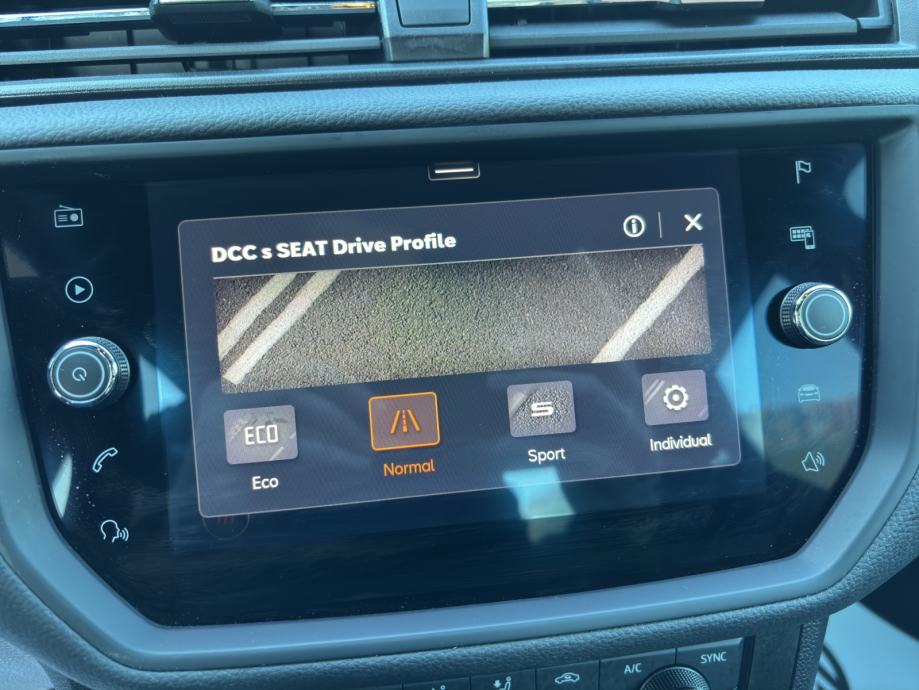 DCC s SEAT Drive Profile
ECO
Eco
Normal
Sport
Individual
A/C
SYNC